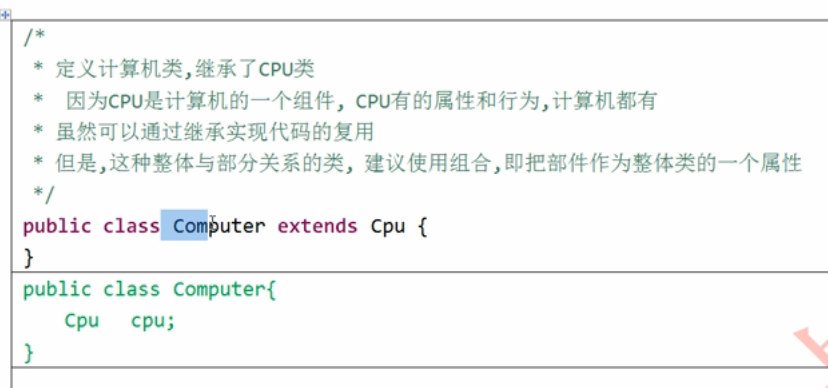 /*
 * 定义计算机类,继承了CPU类
 *  因为CPU是计算机的一个组件, CPU有的属性和行为,计算机都有
 * 虽然可以通过继承实现代码的复用
 * 但是,这种整体与部分关系的类, 建议使用组合,即把部件作为整体类的一个属性
 */
public class Computer extends Cpu {
}
public class Computer{
    Cpu   cpu;
}